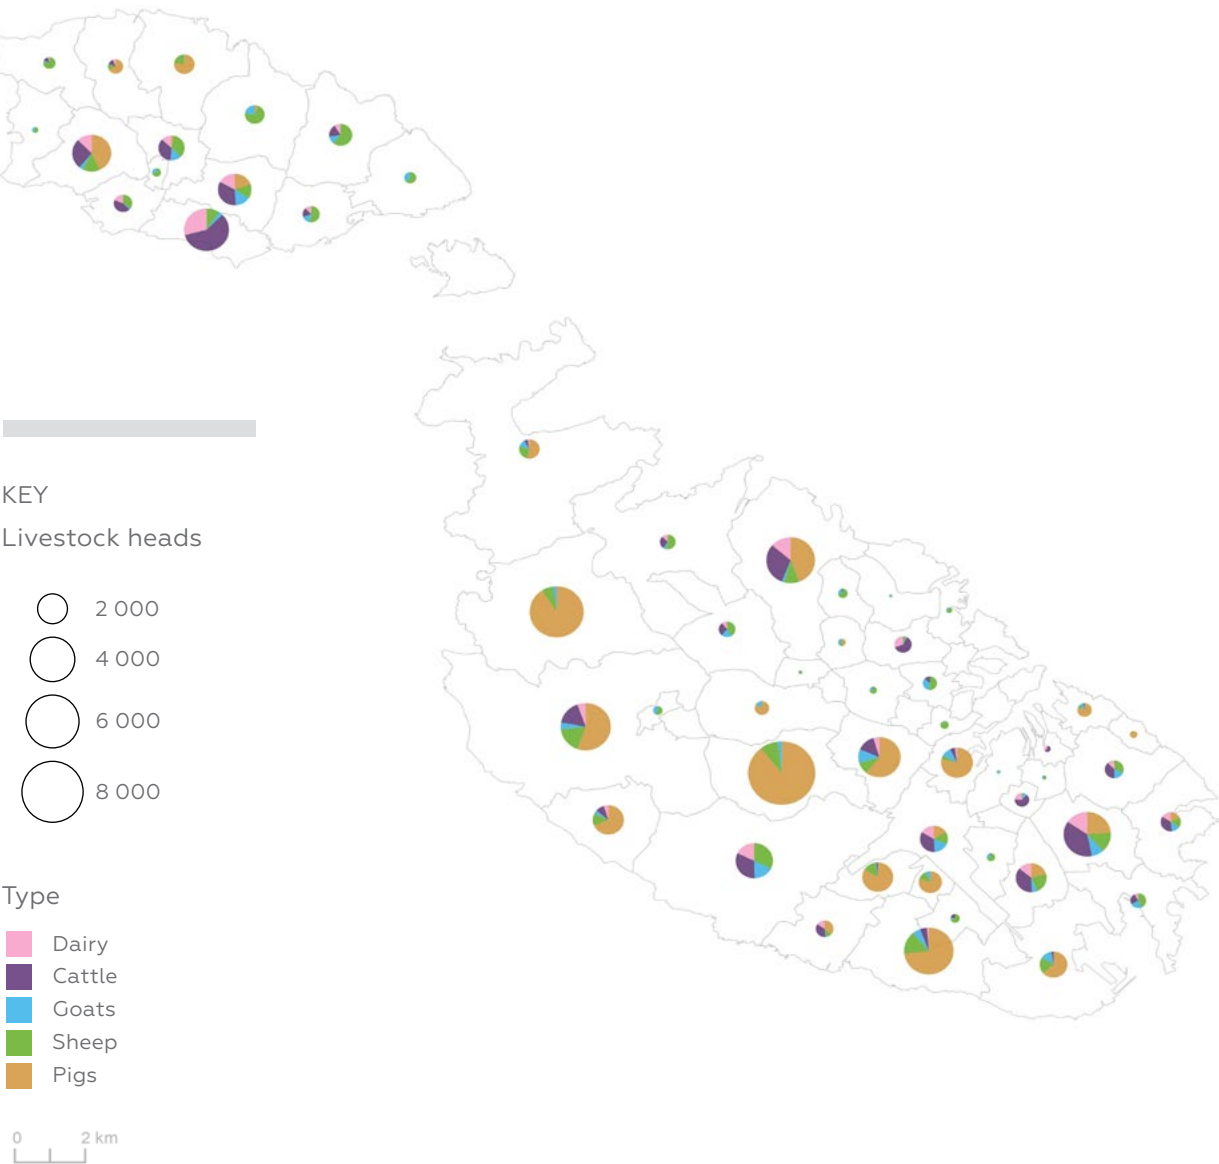 KEY
Livestock heads
2 000
4 000
6 000
8 000
Type
Dairy
Cattle
Goats
Sheep
Pigs
0 2 km